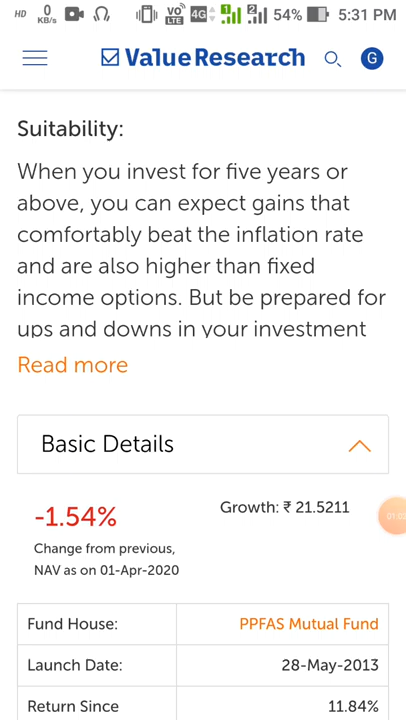 HD 0 KB/s VO LTE 4G 1 2 54% 5:31 PM
ValueResearch G
Suitability:
When you invest for five years or
above, you can expect gains that
comfortably beat the inflation rate
and are also higher than fixed
income options. But be prepared for
ups and downs in your investment
Read more
Basic Details
-1.54%
Growth: ₹ 21.5211
Change from previous,
NAV as on 01-Apr-2020
Fund House: PPFAS Mutual Fund
Launch Date: 28-May-2013
Return Since 11.84%